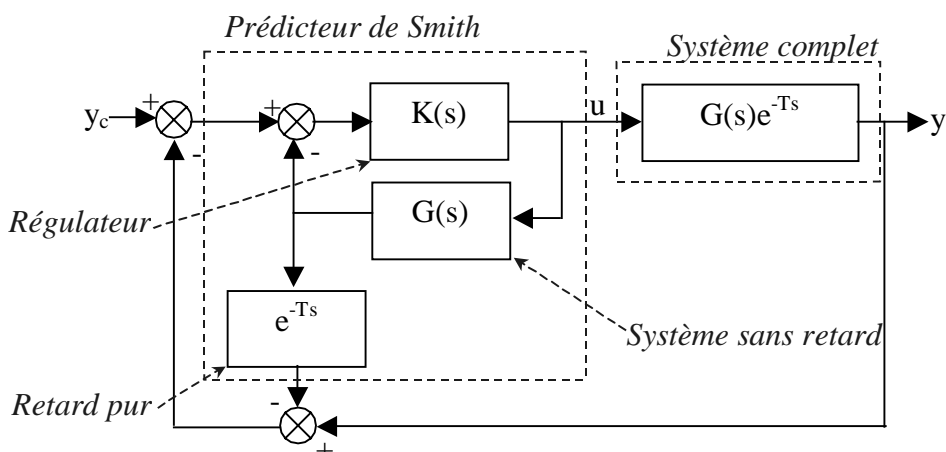 Prédicteur de Smith
Système complet
+
y_c
+
K(s)
u
G(s)e^{-Ts}
y
-
-
Régulateur
G(s)
e^{-Ts}
Système sans retard
Retard pur
-
+